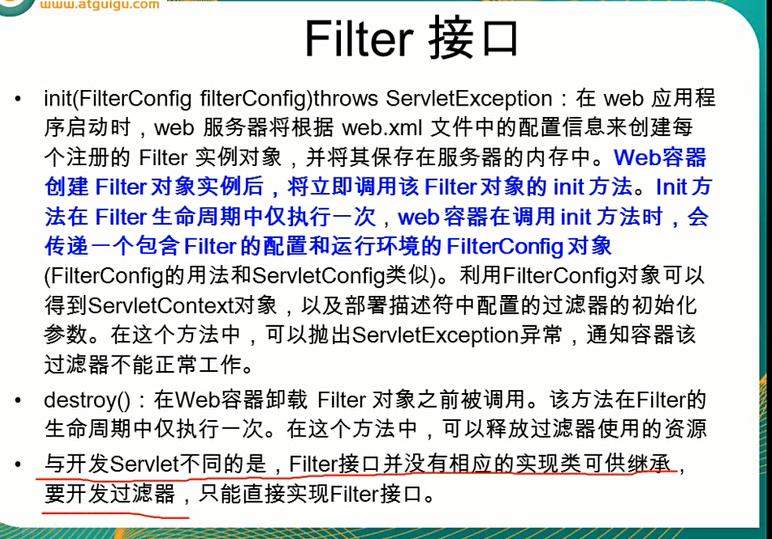 www.atguigu.com
Filter 接口
• init(FilterConfig filterConfig)throws ServletException：在 web 应用程
序启动时，web 服务器将根据 web.xml 文件中的配置信息来创建每
个注册的 Filter 实例对象，并将其保存在服务器的内存中。Web容器
创建 Filter 对象实例后，将立即调用该 Filter 对象的 init 方法。Init 方
法在 Filter 生命周期中仅执行一次，web 容器在调用 init 方法时，会
传递一个包含 Filter 的配置和运行环境的 FilterConfig 对象
(FilterConfig的用法和ServletConfig类似)。利用FilterConfig对象可以
得到ServletContext对象，以及部署描述符中配置的过滤器的初始化
参数。在这个方法中，可以抛出ServletException异常，通知容器该
过滤器不能正常工作。
• destroy()：在Web容器卸载 Filter 对象之前被调用。该方法在Filter的
生命周期中仅执行一次。在这个方法中，可以释放过滤器使用的资源
• 与开发Servlet不同的是，Filter接口并没有相应的实现类可供继承，
要开发过滤器，只能直接实现Filter接口。